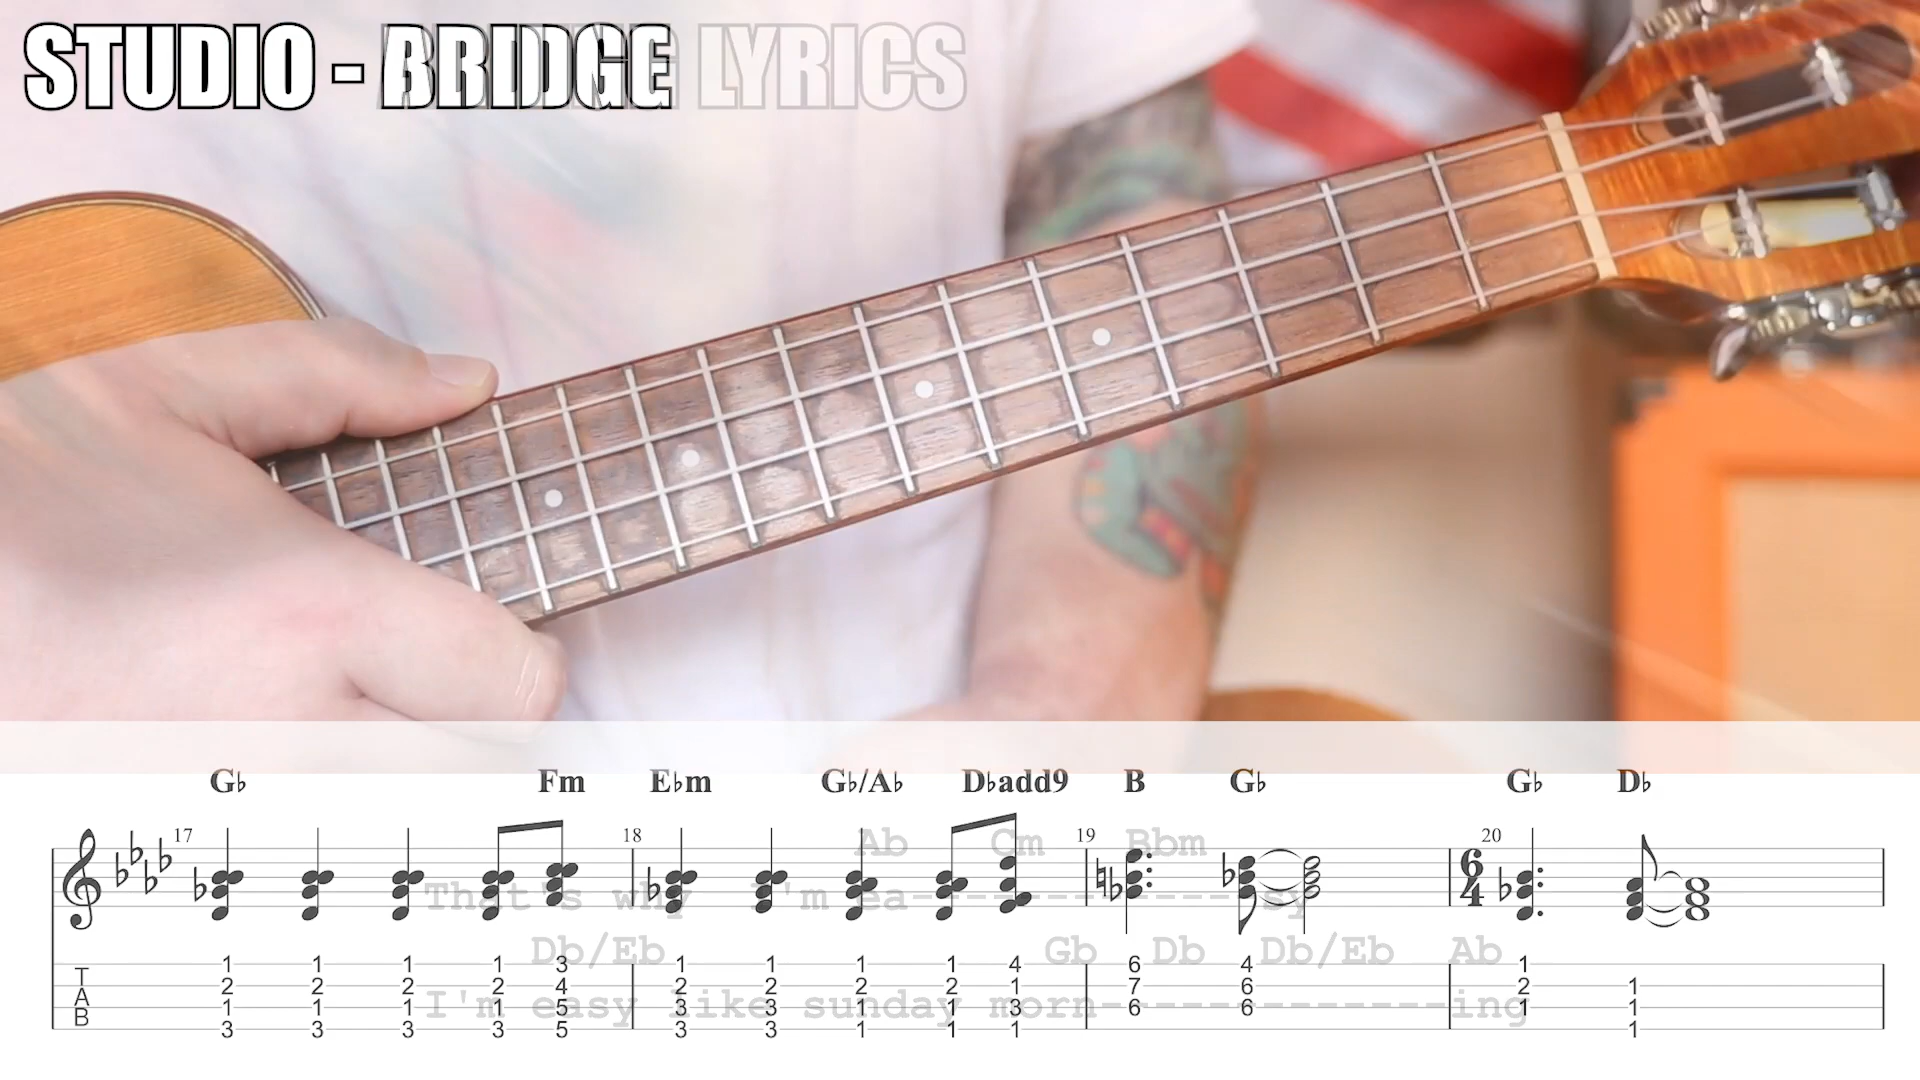 STUDIO - BRIDGE LYRICS
G♭ Fm E♭m G♭/A♭ D♭add9 B G♭ G♭ D♭
17 18 19 20
Ab Cm Bbm
6
4
That's why i'm ea---------------sy
Db/Eb Gb Db Db/Eb Ab
T 1 1 1 1 3 1 1 1 1 4 6 4 1
A 2 2 2 2 4 2 2 2 2 1 7 6 2 1
B 1 1 1 1 5 3 3 1 1 3 6 6 1 1
I'm easy like sunday morn-------------ing
3 3 3 3 5 3 3 1 1 1 1